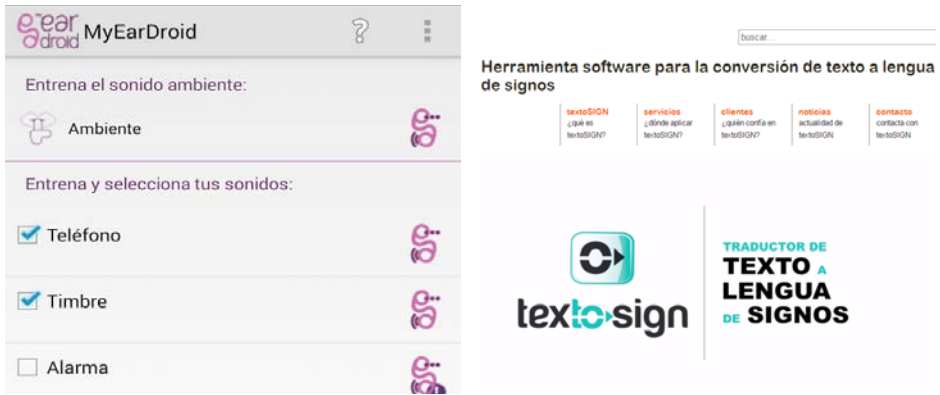 ear
droid
MyEarDroid
?
Entrena el sonido ambiente:
Ambiente
Entrena y selecciona tus sonidos:
Teléfono
Timbre
Alarma
buscar...
Herramienta software para la conversión de texto a lengua
de signos
textoSIGN
¿qué es
textoSIGN?
servicios
¿dónde aplicar
textoSIGN?
clientes
¿quién confía en
textoSIGN?
noticias
actualidad de
textoSIGN
contacto
contacta con
textoSIGN
textosign
TRADUCTOR DE
TEXTO A
LENGUA
DE SIGNOS